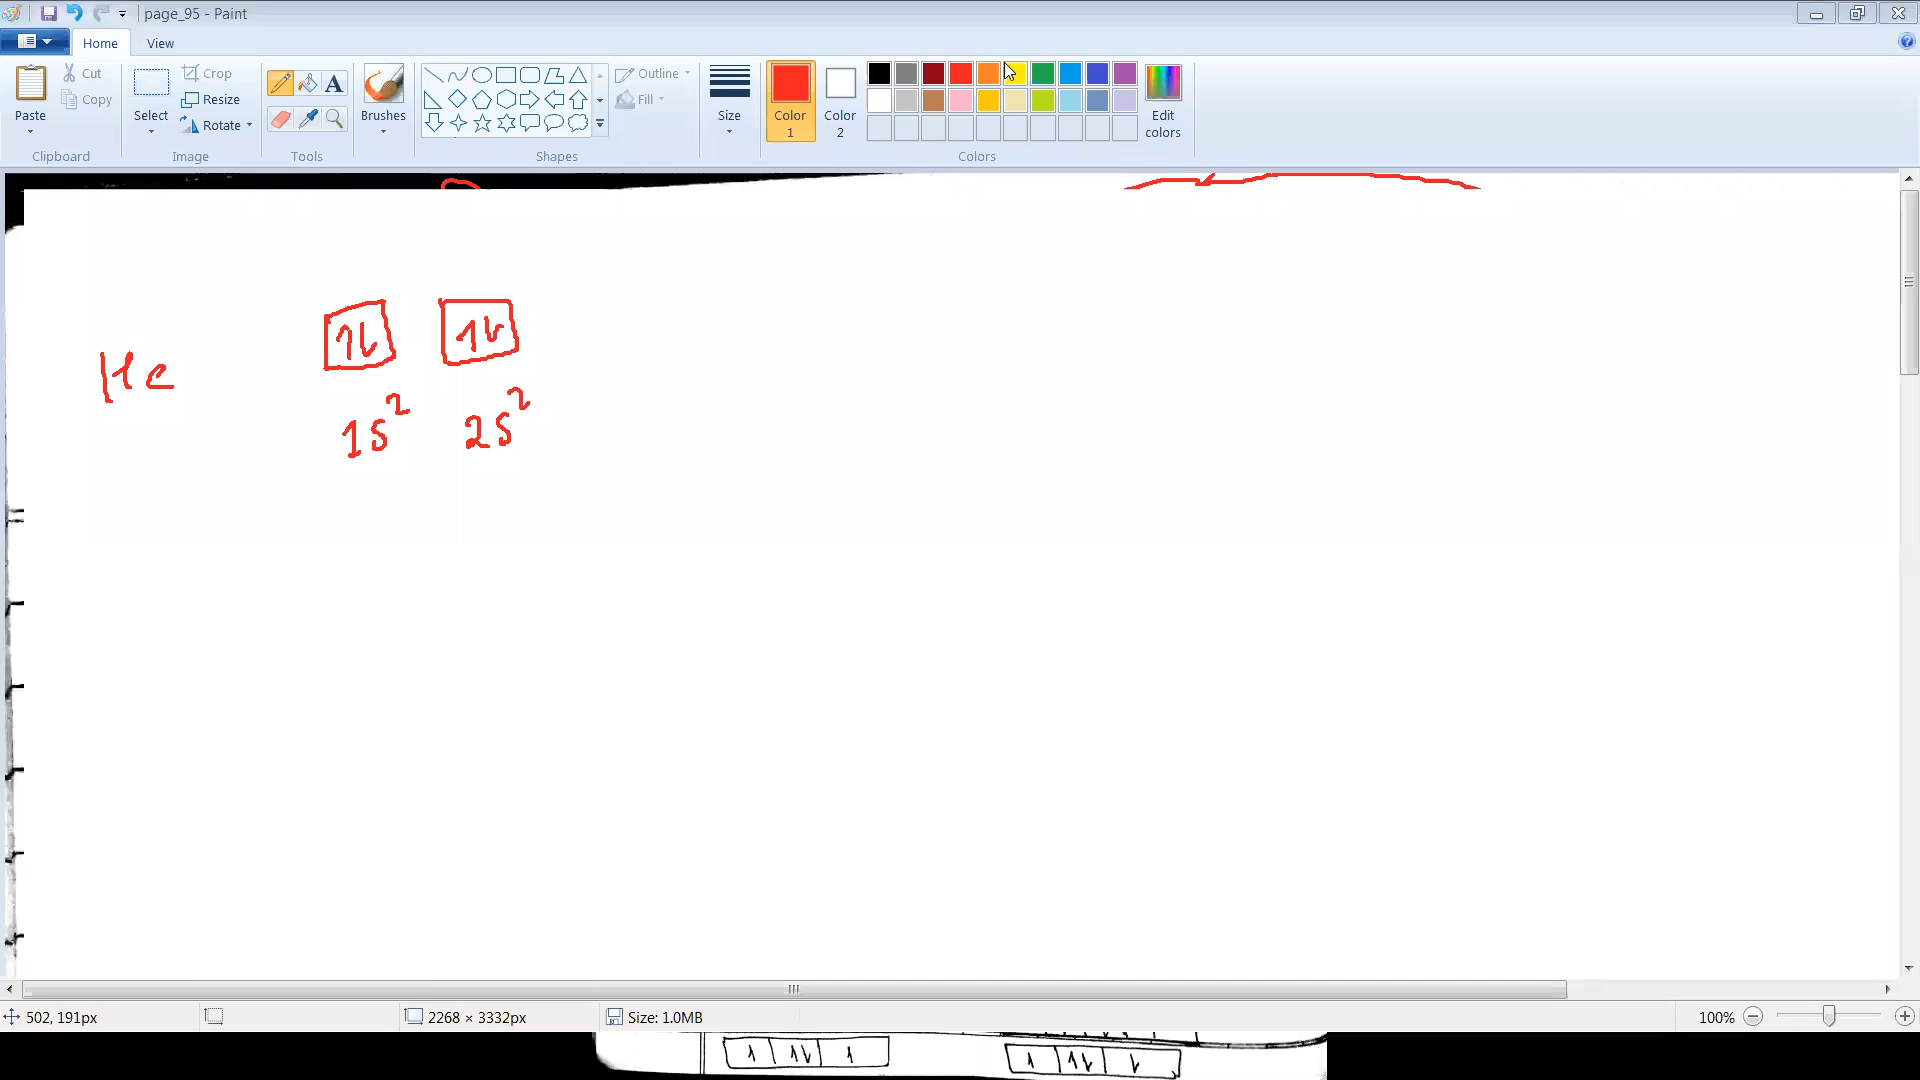 page_95 - Paint
Home View
Paste
Cut
Copy
Clipboard
Select
Crop
Resize
Rotate
Image
A
Tools
Brushes
Outline
Fill
Shapes
Size
Color 1
Color 2
Edit colors
Colors
1s² 2s²
502, 191px
2268 × 3332px
Size: 1.0MB
100%